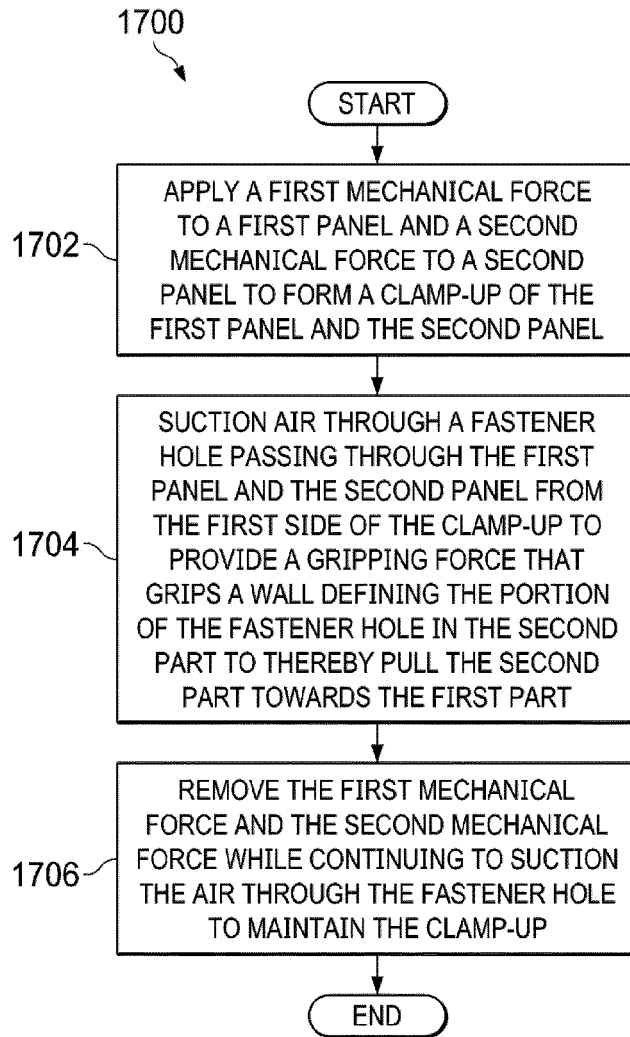 1700
START
1702
APPLY A FIRST MECHANICAL FORCE
TO A FIRST PANEL AND A SECOND
MECHANICAL FORCE TO A SECOND
PANEL TO FORM A CLAMP-UP OF THE
FIRST PANEL AND THE SECOND PANEL
1704
SUCTION AIR THROUGH A FASTENER
HOLE PASSING THROUGH THE FIRST
PANEL AND THE SECOND PANEL FROM
THE FIRST SIDE OF THE CLAMP-UP TO
PROVIDE A GRIPPING FORCE THAT
GRIPS A WALL DEFINING THE PORTION
OF THE FASTENER HOLE IN THE SECOND
PART TO THEREBY PULL THE SECOND
PART TOWARDS THE FIRST PART
1706
REMOVE THE FIRST MECHANICAL
FORCE AND THE SECOND MECHANICAL
FORCE WHILE CONTINUING TO SUCTION
THE AIR THROUGH THE FASTENER HOLE
TO MAINTAIN THE CLAMP-UP
END